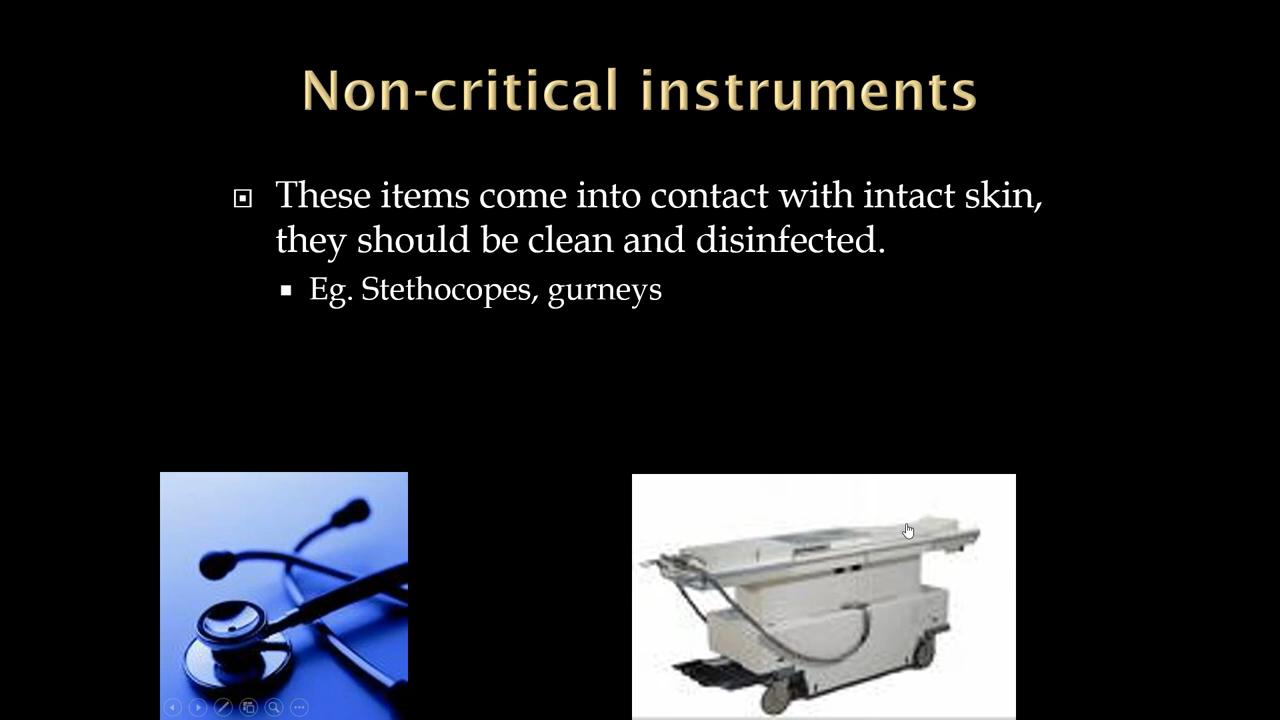 Non-critical instruments
These items come into contact with intact skin,
they should be clean and disinfected.
Eg. Stethocopes, gurneys